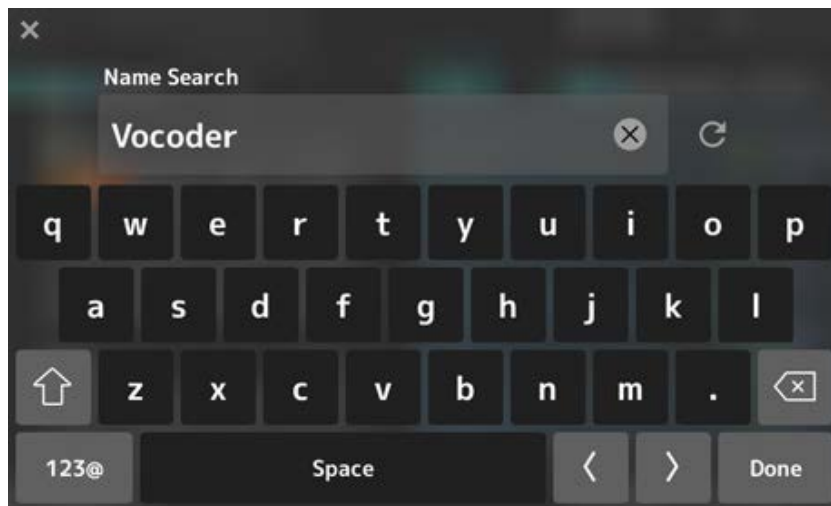 Name Search
Vocoder
q w e r t y u i o p
a s d f g h j k l
z x c v b n m .
123@ Space Done